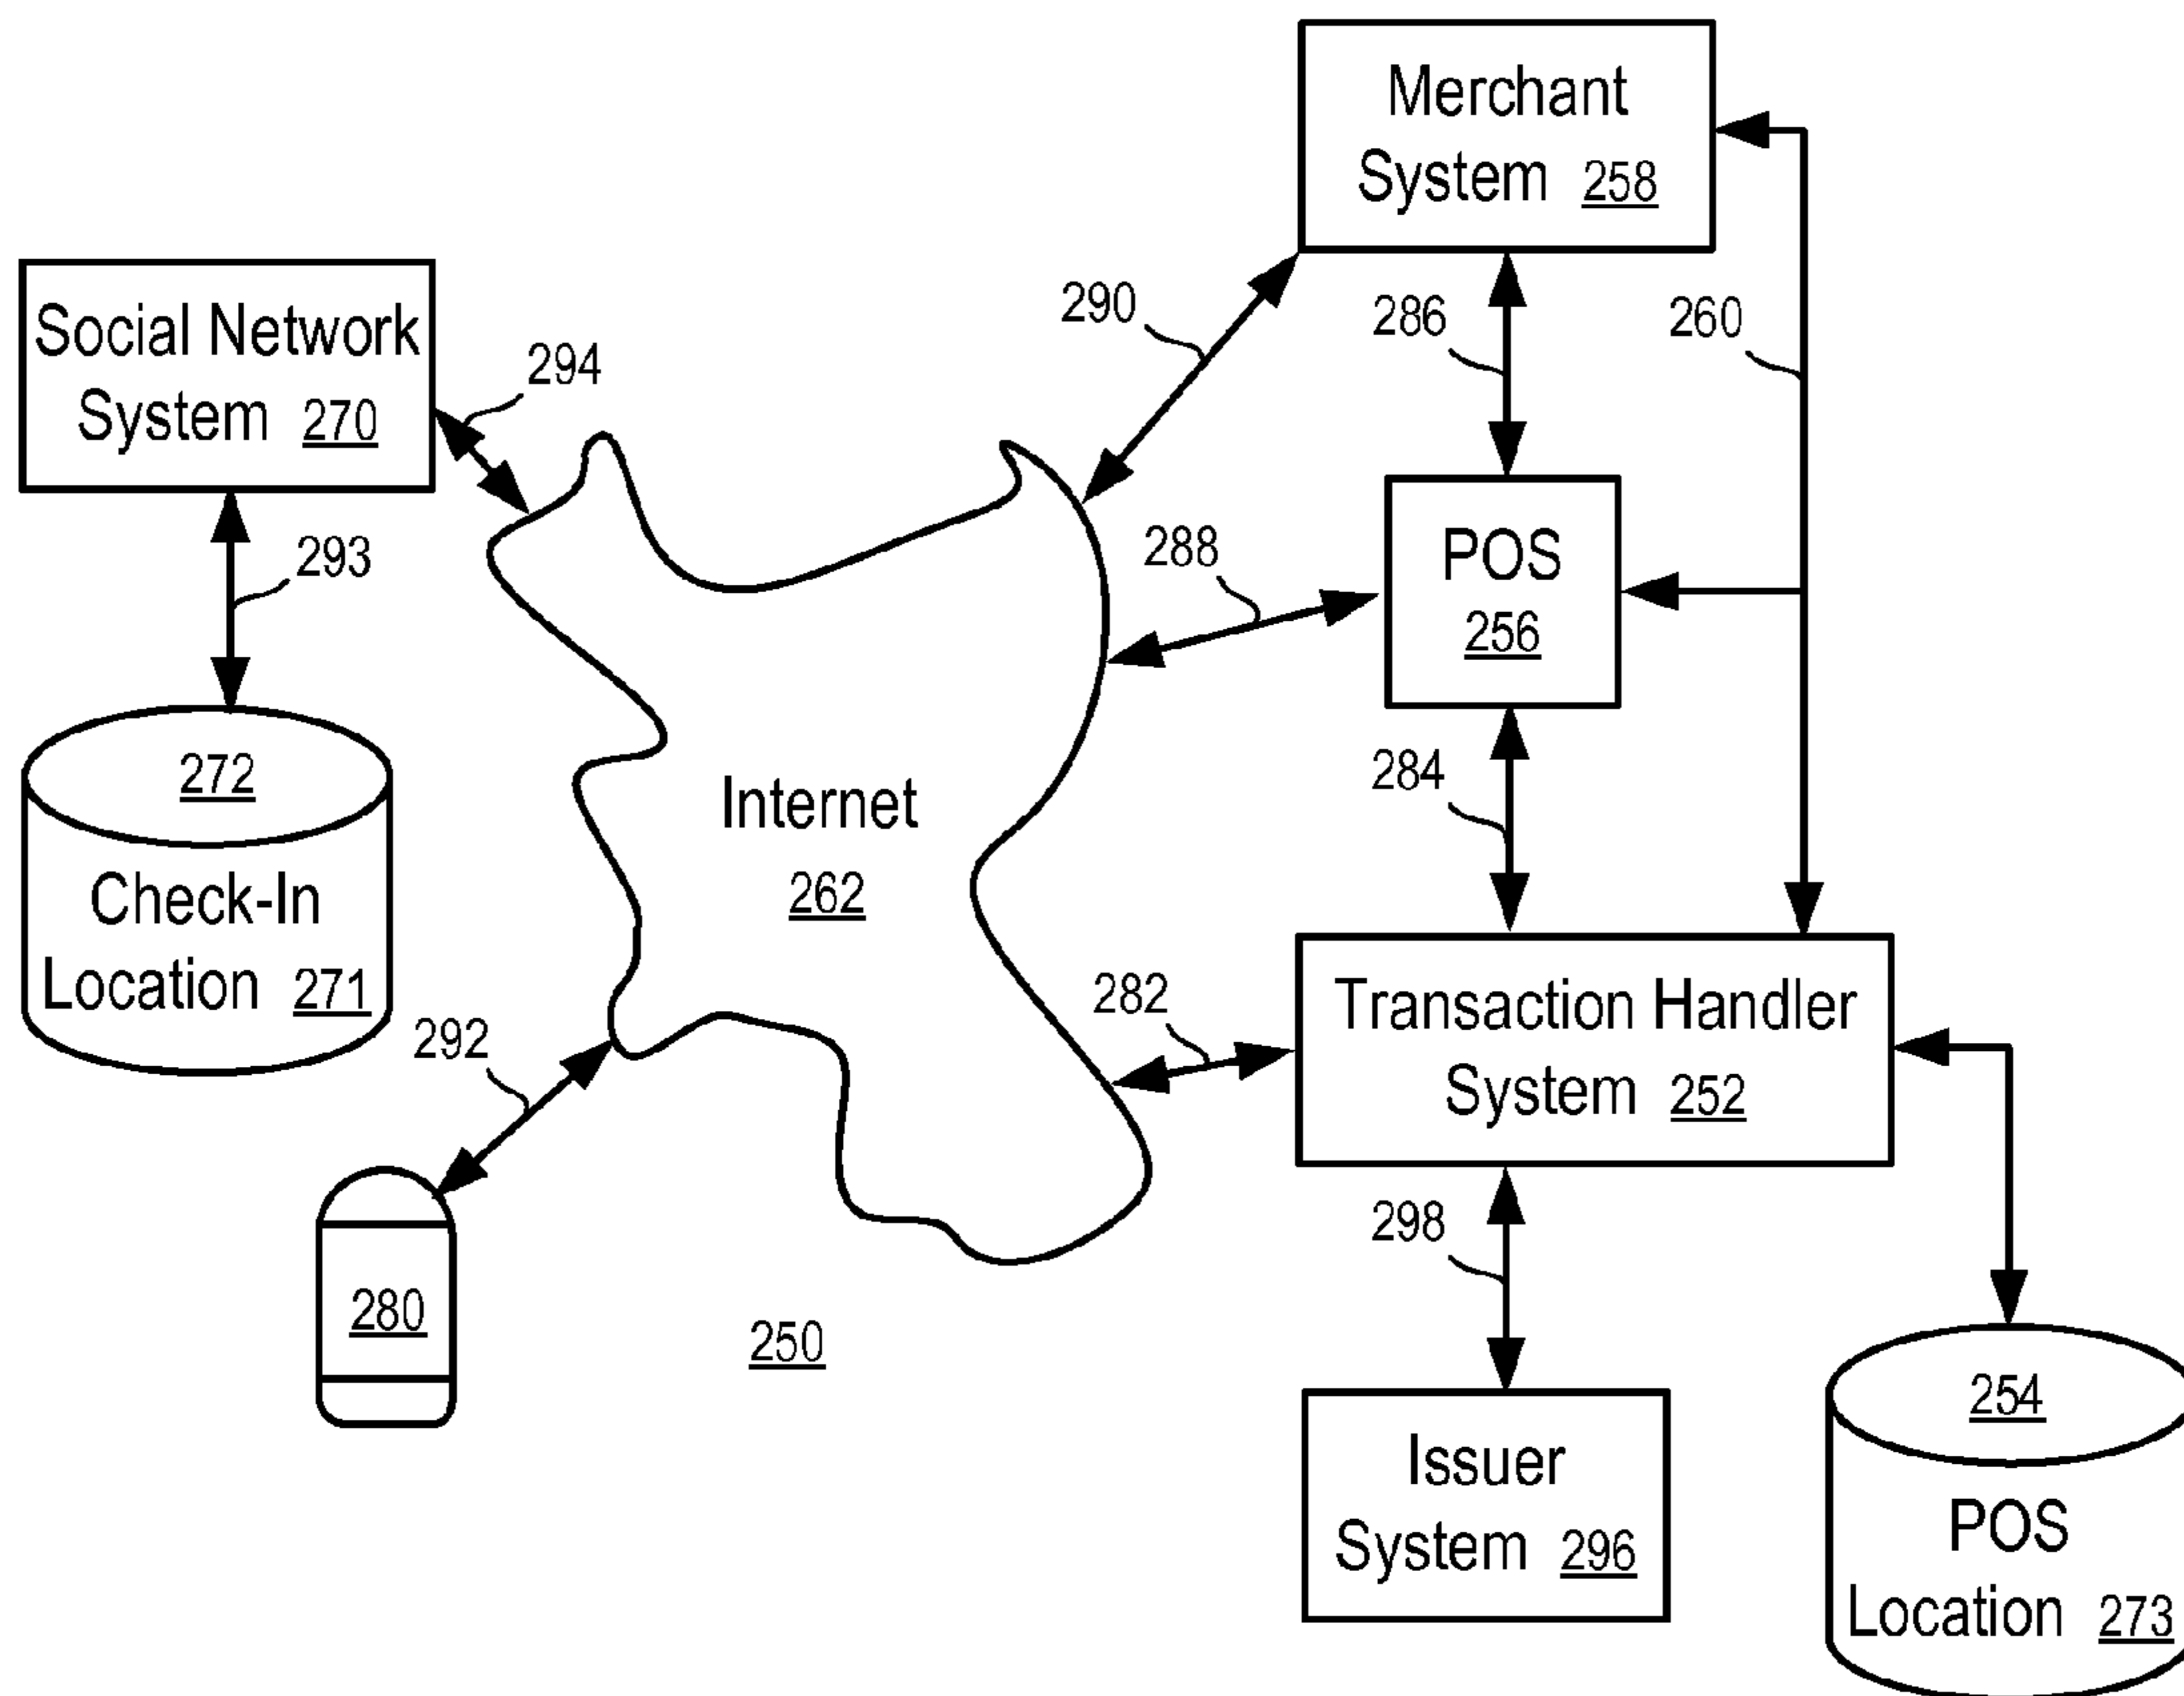 Merchant
System 258
290
286
260
Social Network
System 270
294
293
288
POS
256
272
Check-In
Location 271
Internet
262
284
292
282
Transaction Handler
System 252
280
250
298
Issuer
System 296
254
POS
Location 273